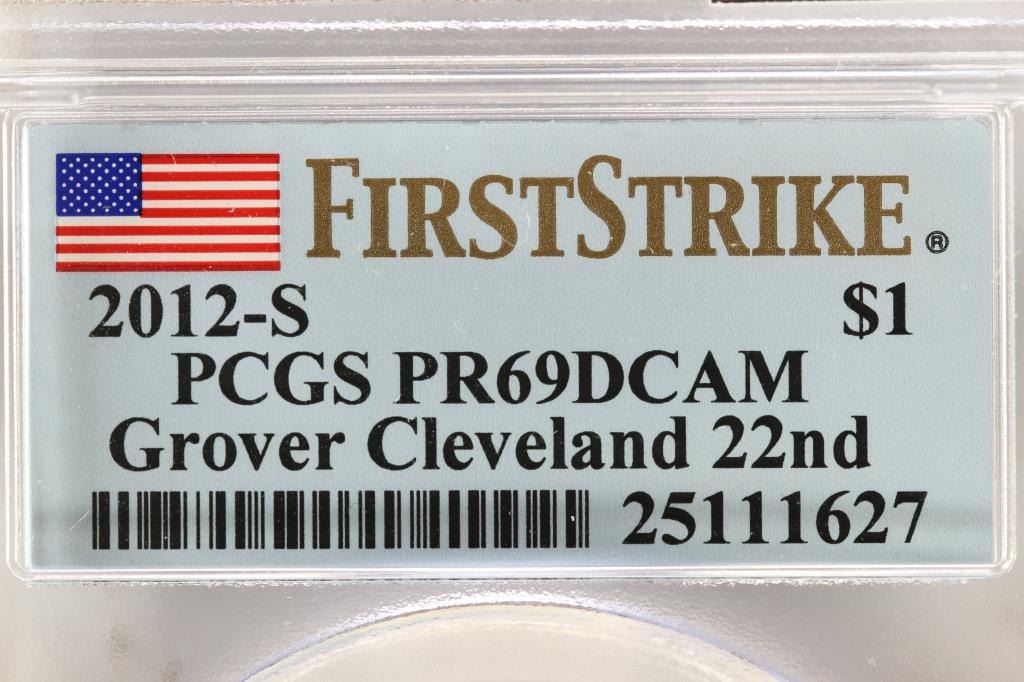 FIRSTSTRIKE®
2012-S $1
PCGS PR69DCAM
Grover Cleveland 22nd
25111627